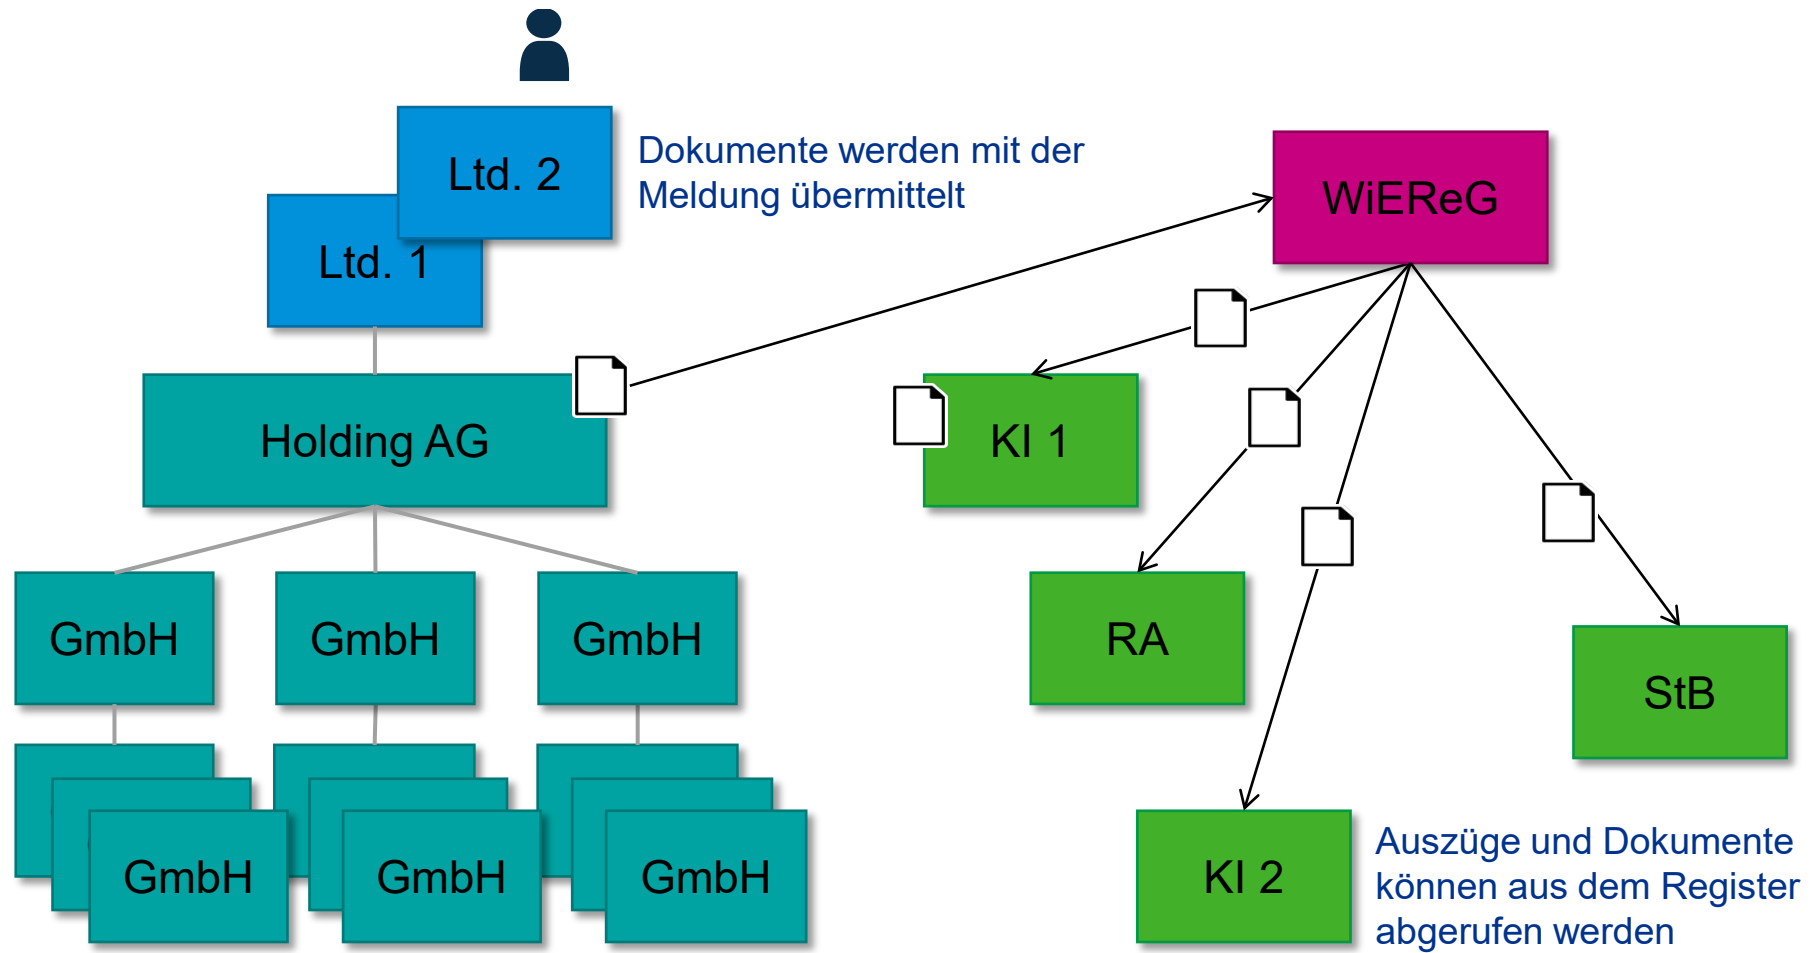 Ltd. 2
Dokumente werden mit der
Meldung übermittelt
WiEReG
Ltd. 1
Holding AG
KI 1
GmbH
GmbH
GmbH
RA
StB
GmbH
GmbH
GmbH
KI 2
Auszüge und Dokumente
können aus dem Register
abgerufen werden